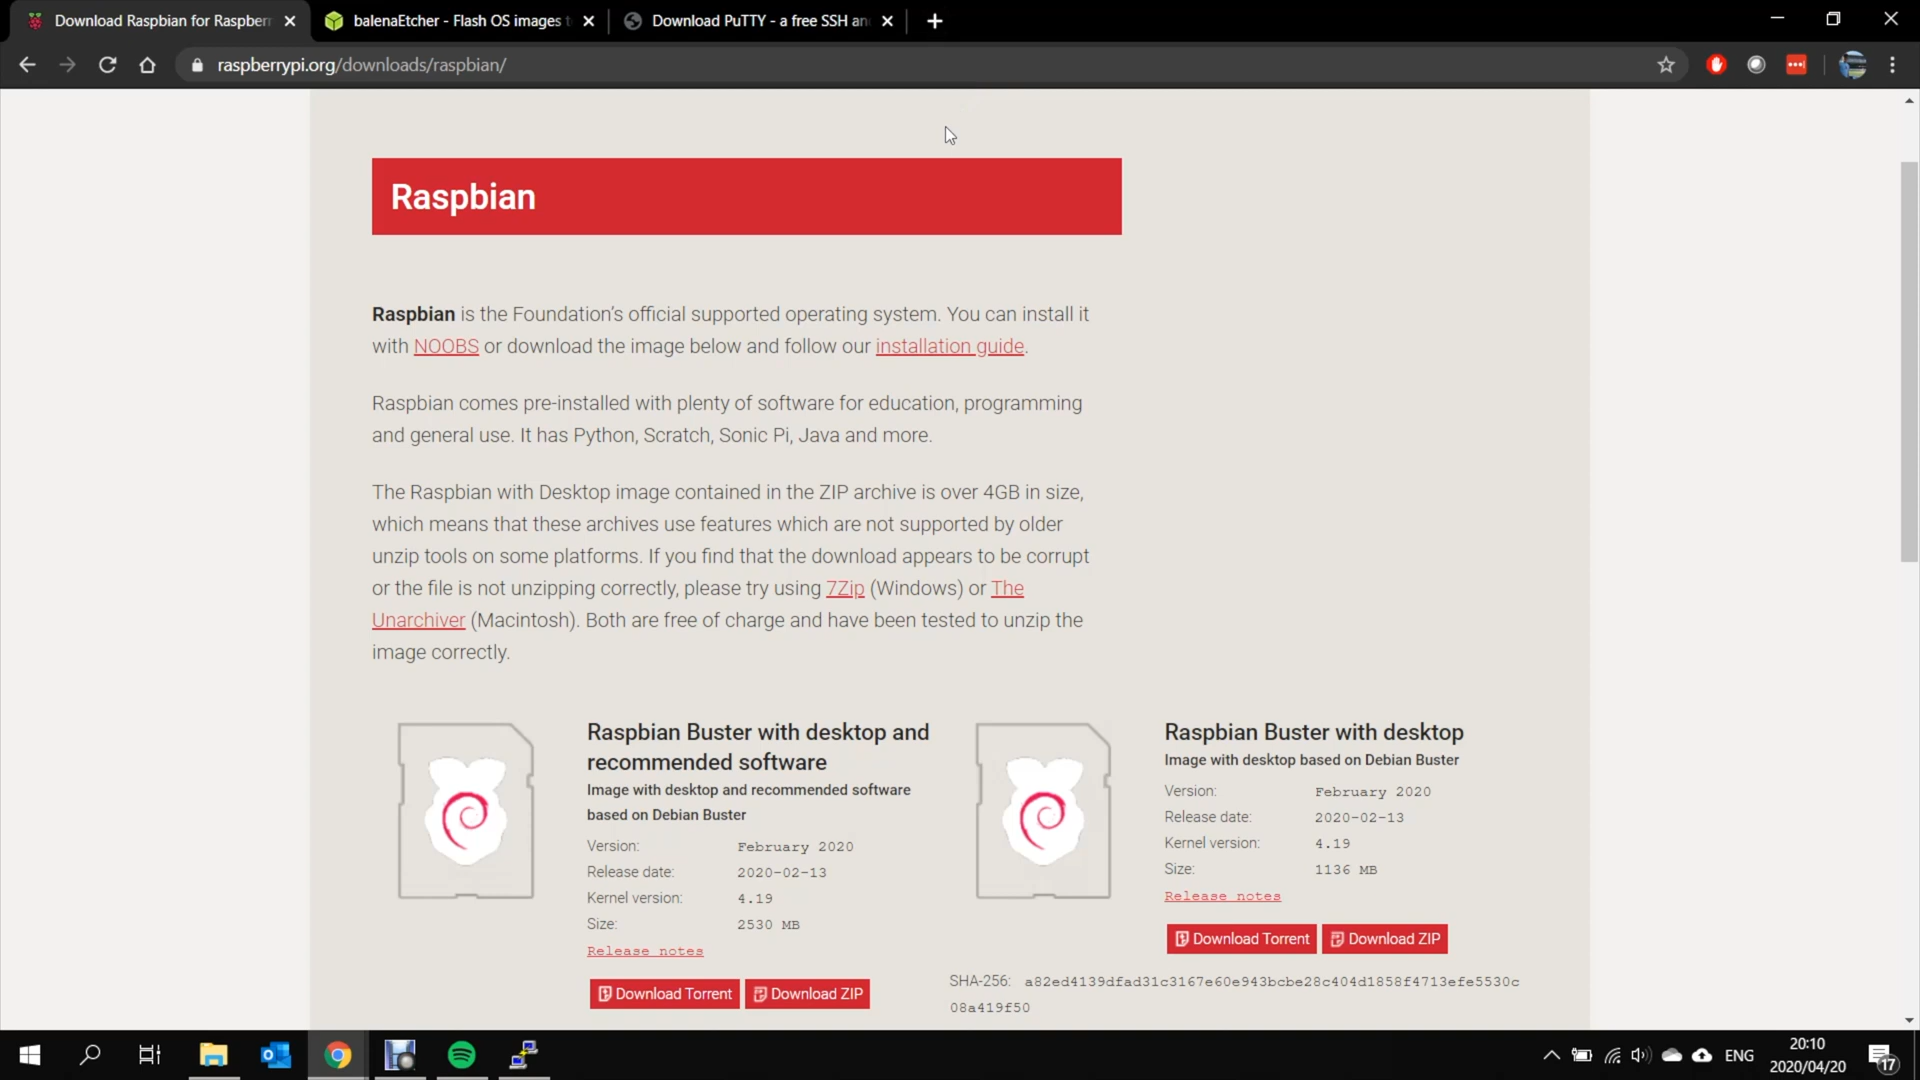 Download Raspbian for Raspberr
balenaEtcher - Flash OS images t
Download PuTTY - a free SSH an
raspberrypi.org/downloads/raspbian/
Raspbian
Raspbian is the Foundation's official supported operating system. You can install it
with NOOBS or download the image below and follow our installation guide.
Raspbian comes pre-installed with plenty of software for education, programming
and general use. It has Python, Scratch, Sonic Pi, Java and more.
The Raspbian with Desktop image contained in the ZIP archive is over 4GB in size,
which means that these archives use features which are not supported by older
unzip tools on some platforms. If you find that the download appears to be corrupt
or the file is not unzipping correctly, please try using 7Zip (Windows) or The
Unarchiver (Macintosh). Both are free of charge and have been tested to unzip the
image correctly.
Raspbian Buster with desktop and
recommended software
Image with desktop and recommended software
based on Debian Buster
Version: February 2020
Release date: 2020-02-13
Kernel version: 4.19
Size: 2530 MB
Release notes
Download Torrent Download ZIP
Raspbian Buster with desktop
Image with desktop based on Debian Buster
Version: February 2020
Release date: 2020-02-13
Kernel version: 4.19
Size: 1136 MB
Release notes
Download Torrent Download ZIP
SHA-256: a82ed4139dfad31c3167e60e943bcbe28c404d1858f4713efe5530c
08a419f50
ENG
20:10
2020/04/20
17